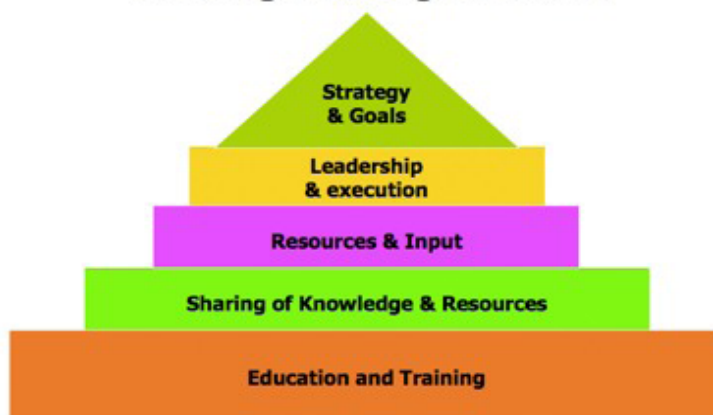 Strategy
& Goals
Leadership
& execution
Resources & Input
Sharing of Knowledge & Resources
Education and Training